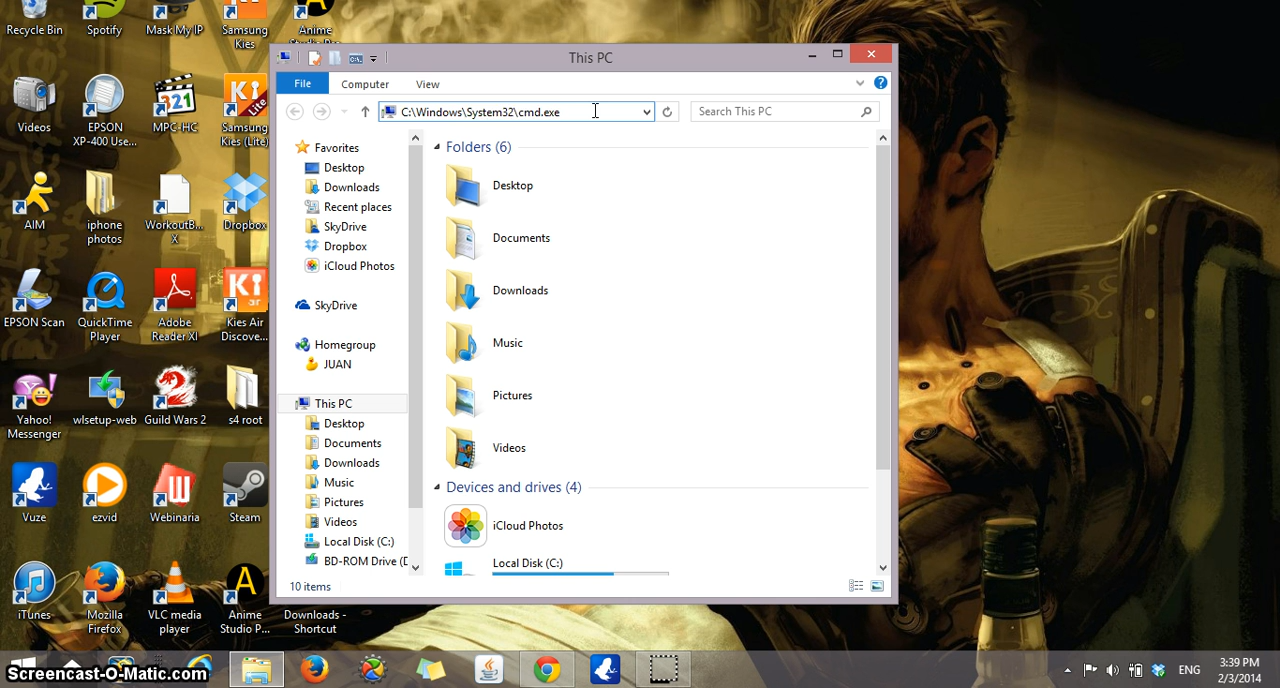 Recycle Bin
Spotify
Mask My IP
Samsung
Kies
Anime
Videos
EPSON
XP-400 Use...
MPC-HC
Samsung
Kies (Lite)
AIM
iphone
photos
WorkoutB...
X
Dropbox
EPSON Scan
QuickTime
Player
Adobe
Reader XI
Kies Air
Discove...
Yahoo!
Messenger
wlsetup-web
Guild Wars 2
s4 root
Vuze
ezvid
Webinaria
Steam
iTunes
Mozilla
Firefox
VLC media
player
Anime
Studio P...
Downloads -
Shortcut
This PC
File
Computer
View
C:\Windows\System32\cmd.exe
Search This PC
Favorites
Desktop
Downloads
Recent places
SkyDrive
Dropbox
iCloud Photos
SkyDrive
Homegroup
JUAN
This PC
Desktop
Documents
Downloads
Music
Pictures
Videos
Local Disk (C:)
BD-ROM Drive (D
Folders (6)
Desktop
Documents
Downloads
Music
Pictures
Videos
Devices and drives (4)
iCloud Photos
Local Disk (C:)
10 items
Screencast-O-Matic.com
ENG
3:39 PM
2/3/2014